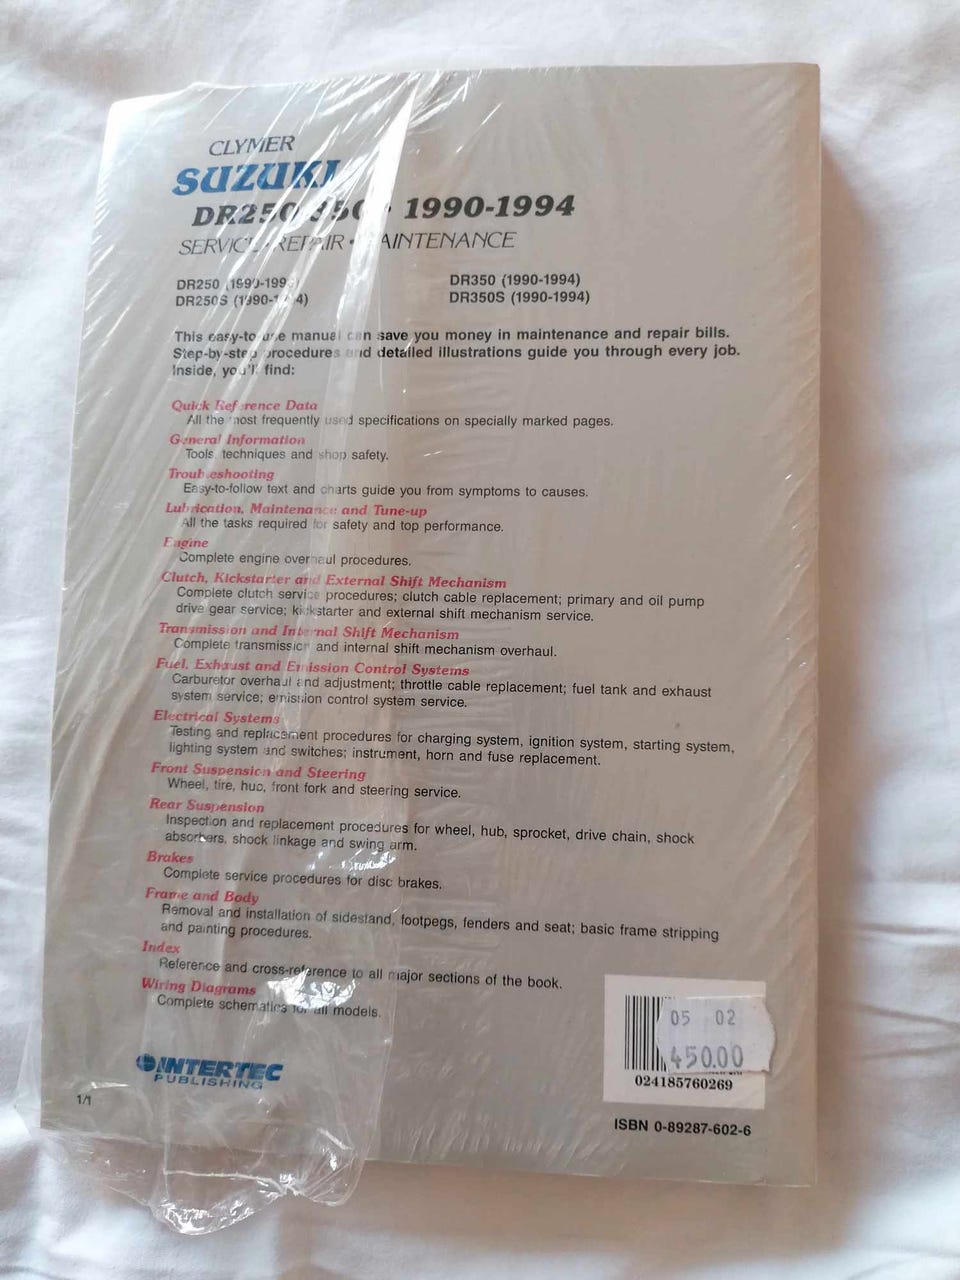 CLYMER
SUZUKI
DR250 350 • 1990-1994
SERVICE • REPAIR • MAINTENANCE
DR250 (1990-199
DR350 (1990-1994)
DR250S (1990-1 4)
DR350S (1990-1994)
This easy-to-use manual can save you money in maintenance and repair bills.
Step-by-step procedures and detailed illustrations guide you through every job.
Inside, you'll find:
Quick Reference Data
All the most frequently used specifications on specially marked pages.
General Information
Tools, techniques and shop safety.
Troubleshooting
Easy-to-follow text and charts guide you from symptoms to causes.
Lubrication, Maintenance and Tune-up
All the tasks required for safety and top performance.
Engine
Complete engine overhaul procedures.
Clutch, Kickstarter and External Shift Mechanism
Complete clutch service procedures; clutch cable replacement; primary and oil pump
drive gear service; kickstarter and external shift mechanism service.
Transmission and Internal Shift Mechanism
Complete transmission and internal shift mechanism overhaul.
Fuel, Exhaust and Emission Control Systems
Carburetor overhaul and adjustment; throttle cable replacement; fuel tank and exhaust
system service; emission control system service.
Electrical Systems
Testing and replacement procedures for charging system, ignition system, starting system,
lighting system and switches; instrument, horn and fuse replacement.
Front Suspension and Steering
Wheel, tire, hub, front fork and steering service.
Rear Suspension
Inspection and replacement procedures for wheel, hub, sprocket, drive chain, shock
absorbers, shock linkage and swing arm.
Brakes
Complete service procedures for disc brakes.
Frame and Body
Removal and installation of sidestand, footpegs, fenders and seat; basic frame stripping
and painting procedures.
Index
Reference and cross-reference to all major sections of the book.
Wiring Diagrams
Complete schematics for all models.
05 02
450.00
024185760269
INTERTEC
PUBLISHING
1/1
ISBN 0-89287-602-6